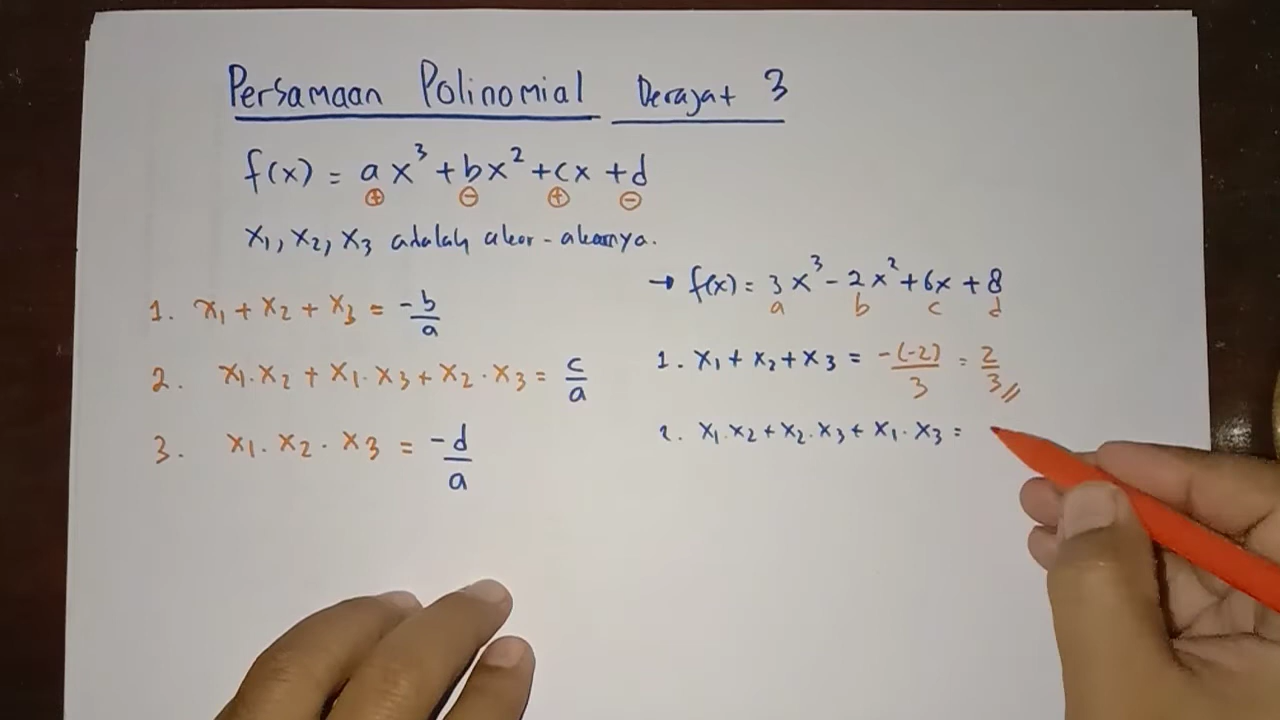 Persamaan Polinomial Derajat 3
f(x) = ax³ + bx² + cx + d
⊕ ⊖ ⊕ ⊖
x₁, x₂, x₃ adalah akar-akarnya.
1. x₁ + x₂ + x₃ = -b/a
2. x₁.x₂ + x₁.x₃ + x₂.x₃ = c/a
3. x₁.x₂.x₃ = -d/a
→ f(x) = 3x³ - 2x² + 6x + 8
a b c d
1. x₁ + x₂ + x₃ = -(-2)/3 = 2/3 //
2. x₁.x₂ + x₂.x₃ + x₁.x₃ =